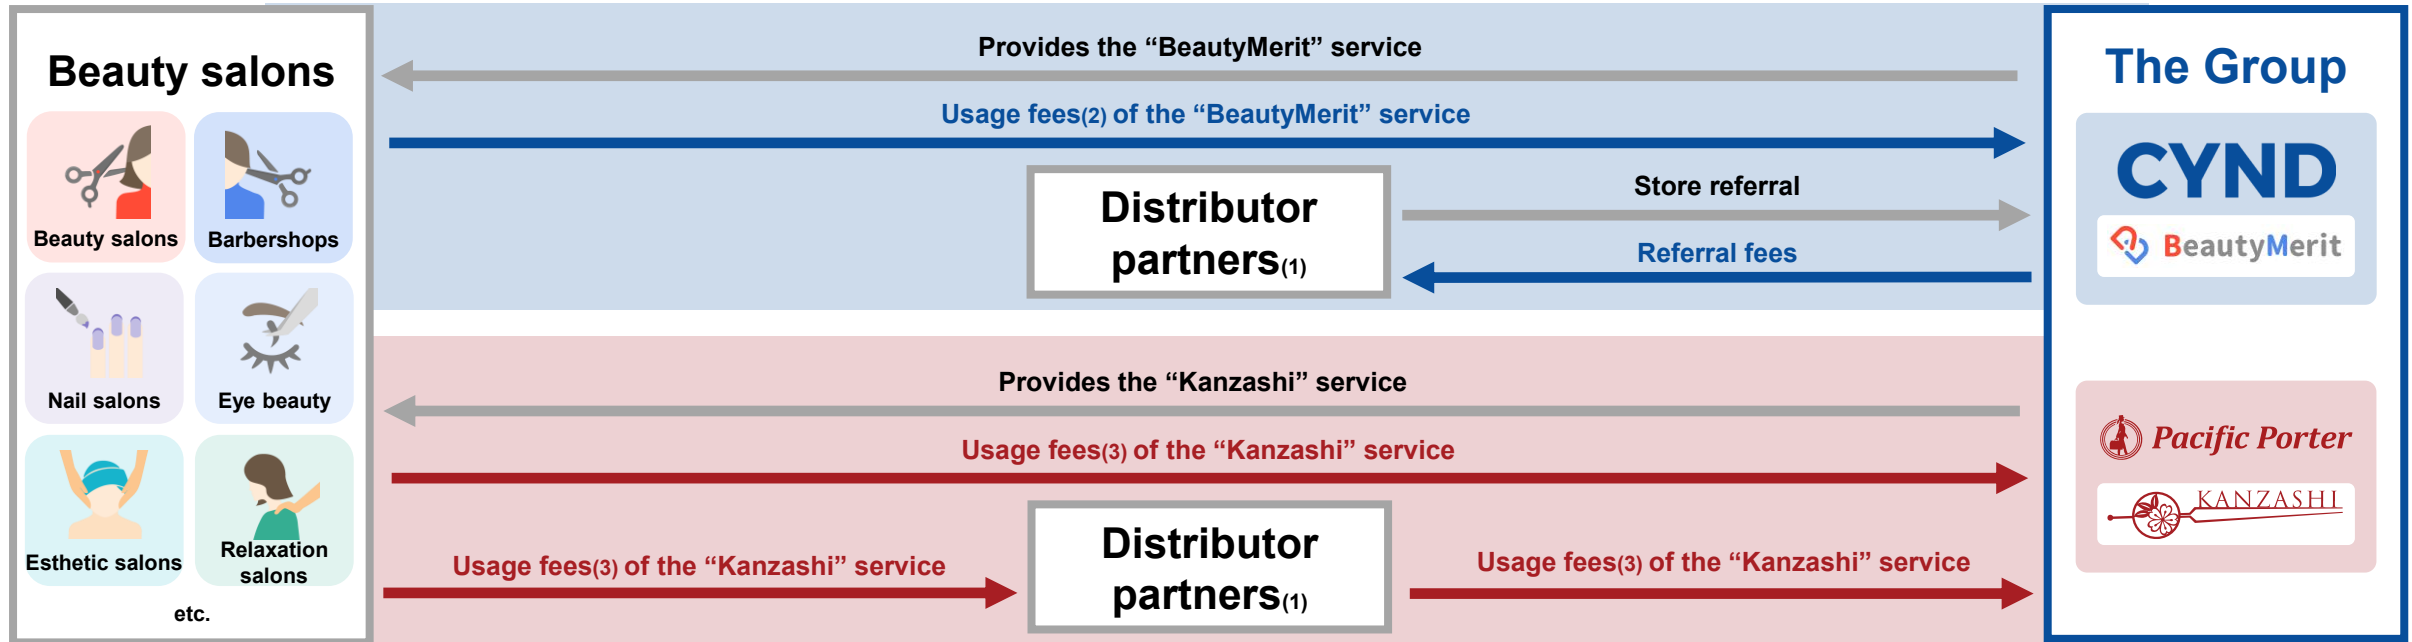 Beauty salons
Beauty salons
Barbershops
Nail salons
Eye beauty
Esthetic salons
Relaxation
salons
etc.
Provides the “BeautyMerit” service
Usage fees(2) of the “BeautyMerit” service
Distributor
partners(1)
Store referral
Referral fees
Provides the “Kanzashi” service
Usage fees(3) of the “Kanzashi” service
Usage fees(3) of the “Kanzashi” service
Distributor
partners(1)
Usage fees(3) of the “Kanzashi” service
The Group
CYND
BeautyMerit
Pacific Porter
KANZASHI